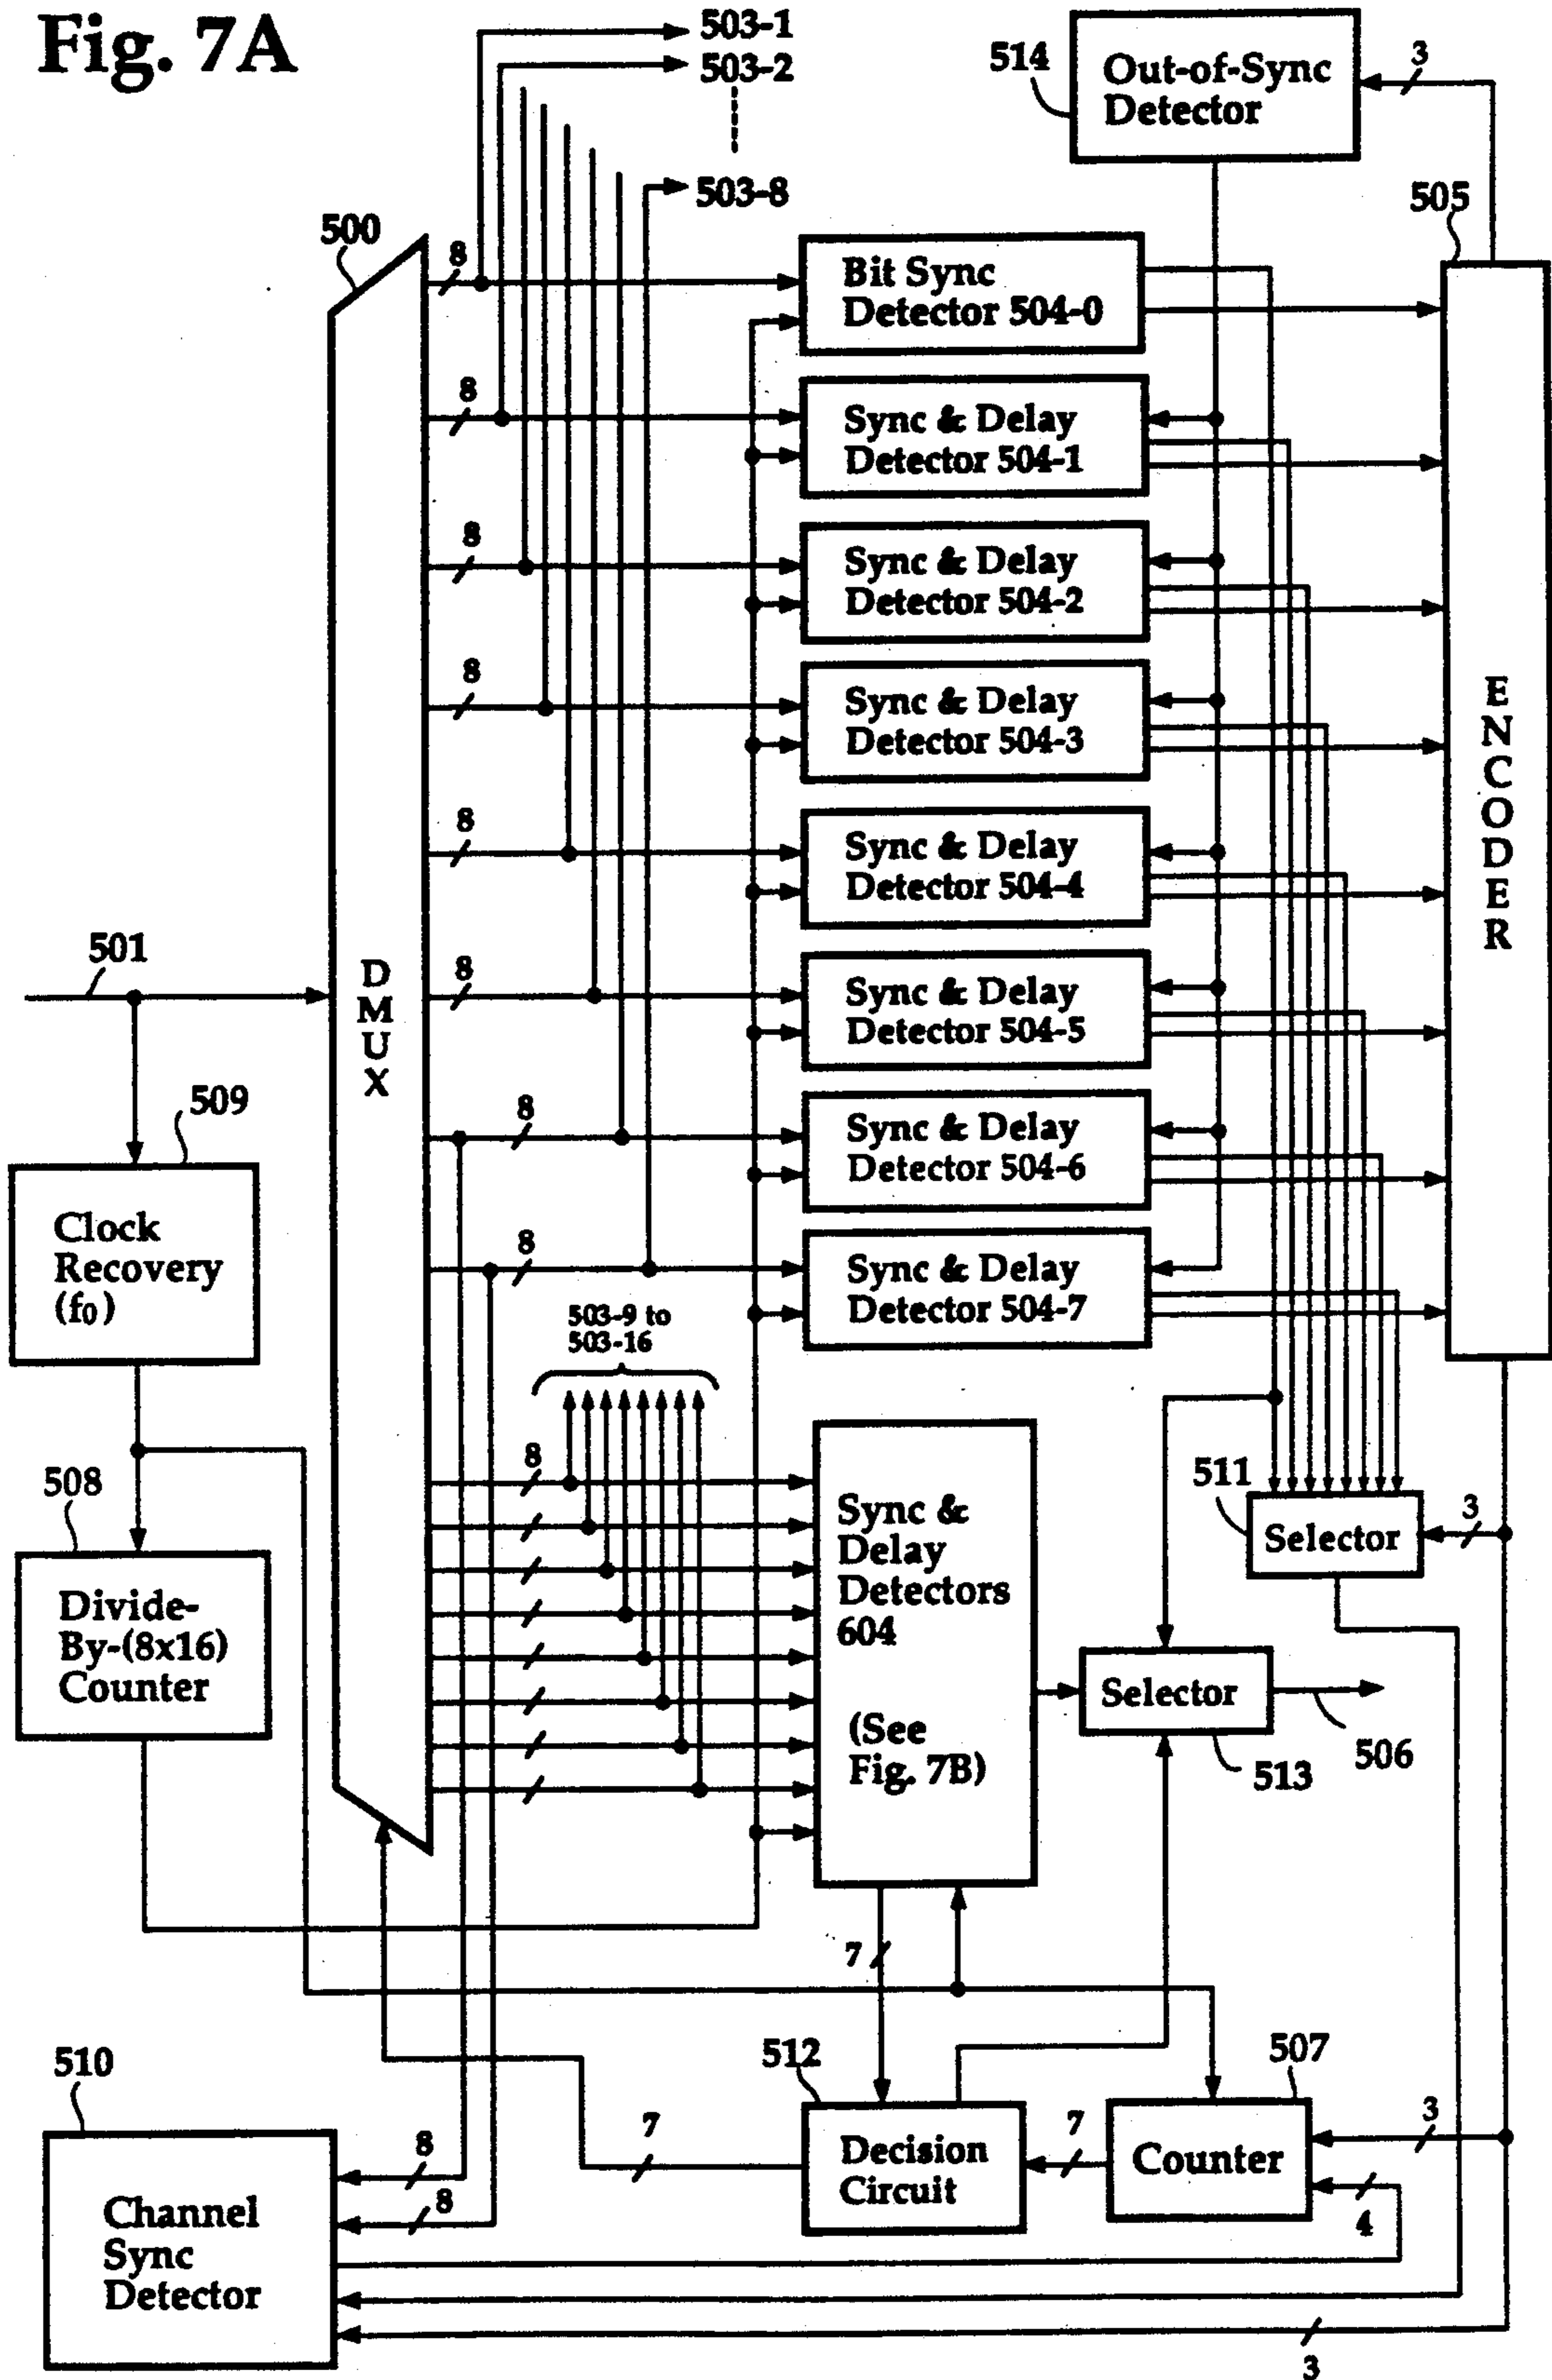 Fig. 7A
503-1
503-2
503-8
514
Out-of-Sync
Detector
3
505
500
8
Bit Sync
Detector 504-0
8
Sync & Delay
Detector 504-1
8
Sync & Delay
Detector 504-2
8
Sync & Delay
Detector 504-3
8
Sync & Delay
Detector 504-4
8
Sync & Delay
Detector 504-5
8
Sync & Delay
Detector 504-6
8
Sync & Delay
Detector 504-7
ENCODER
501
DMUX
509
Clock
Recovery
(f0)
503-9 to
503-16
8
508
Divide-
By-(8x16)
Counter
Sync &
Delay
Detectors
604
(See
Fig. 7B)
511
Selector
3
Selector
506
513
7
510
512
507
7
Decision
Circuit
7
Counter
3
4
8
8
Channel
Sync
Detector
3